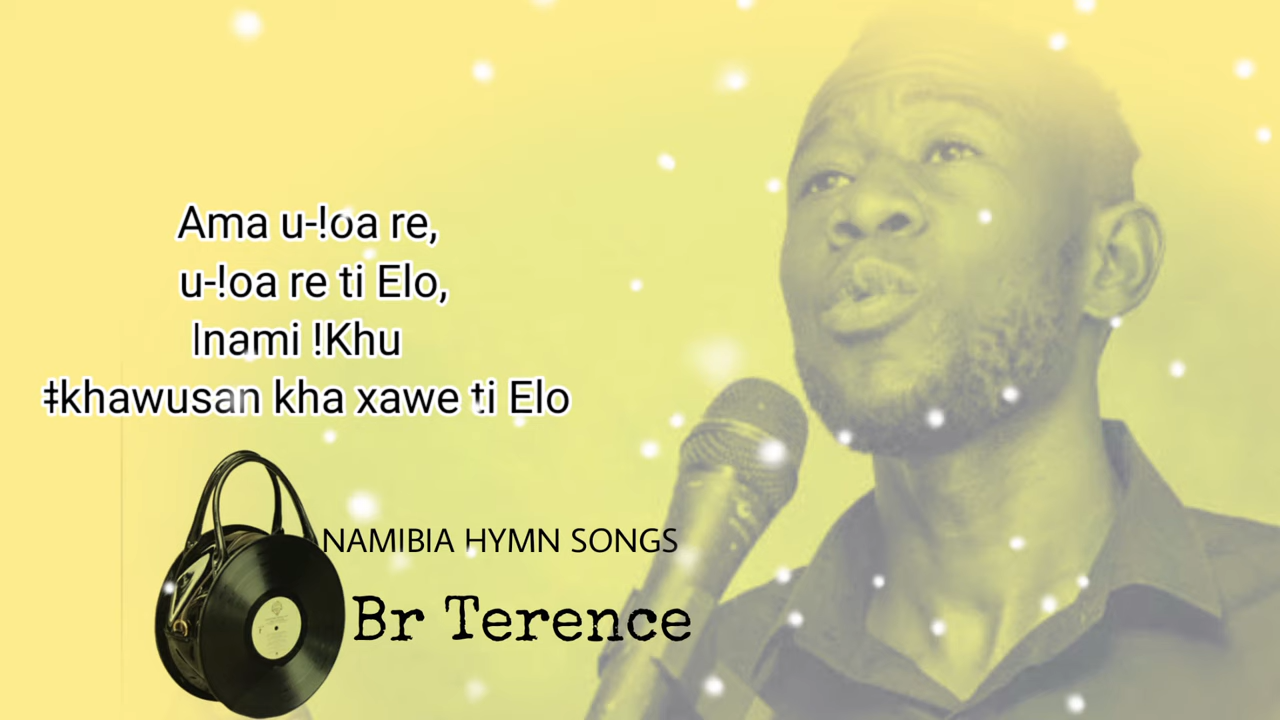 Ama u-!oa re,
u-!oa re ti Elo,
Inami !Khu
ǂkhawusan kha xawe ti Elo
NAMIBIA HYMN SONGS
Br Terence